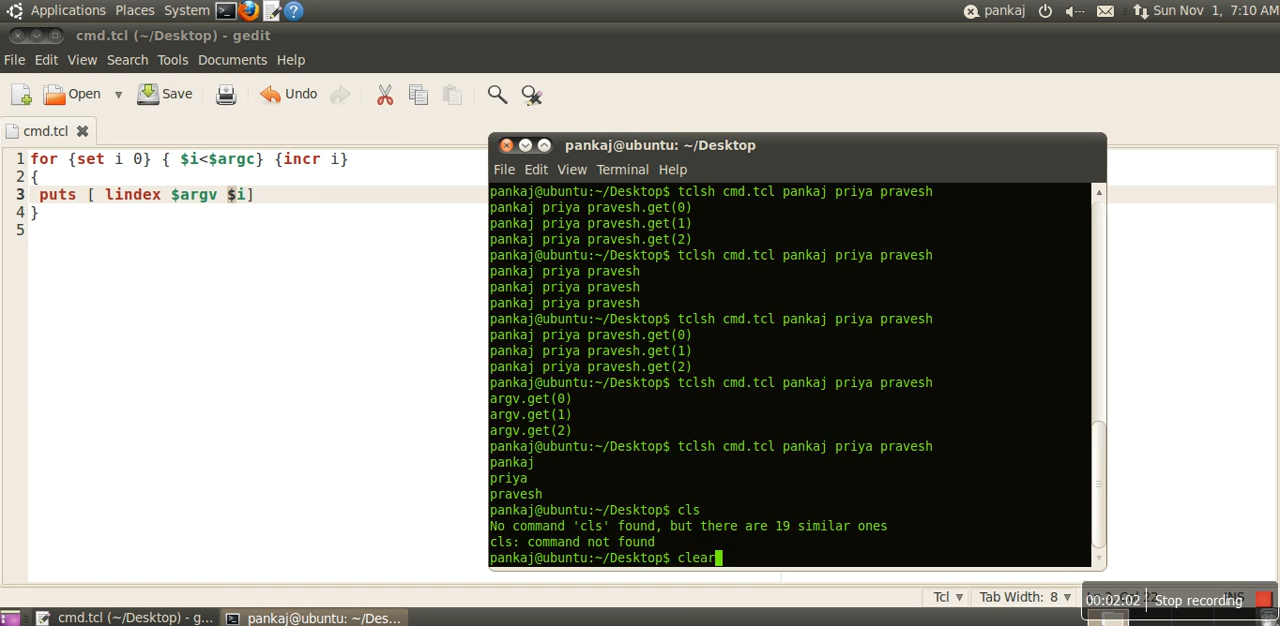 Applications Places System pankaj Sun Nov 1, 7:10 AM
cmd.tcl (~/Desktop) - gedit
File Edit View Search Tools Documents Help
Open Save Undo
cmd.tcl
1 for {set i 0} { $i<$argc} {incr i}
2 {
3 puts [ lindex $argv $i]
4 }
5
pankaj@ubuntu: ~/Desktop
File Edit View Terminal Help
pankaj@ubuntu:~/Desktop$ tclsh cmd.tcl pankaj priya pravesh
pankaj priya pravesh.get(0)
pankaj priya pravesh.get(1)
pankaj priya pravesh.get(2)
pankaj@ubuntu:~/Desktop$ tclsh cmd.tcl pankaj priya pravesh
pankaj priya pravesh
pankaj priya pravesh
pankaj priya pravesh
pankaj@ubuntu:~/Desktop$ tclsh cmd.tcl pankaj priya pravesh
pankaj priya pravesh.get(0)
pankaj priya pravesh.get(1)
pankaj priya pravesh.get(2)
pankaj@ubuntu:~/Desktop$ tclsh cmd.tcl pankaj priya pravesh
argv.get(0)
argv.get(1)
argv.get(2)
pankaj@ubuntu:~/Desktop$ tclsh cmd.tcl pankaj priya pravesh
pankaj
priya
pravesh
pankaj@ubuntu:~/Desktop$ cls
No command 'cls' found, but there are 19 similar ones
cls: command not found
pankaj@ubuntu:~/Desktop$ clear
Tcl Tab Width: 8 INS
00:02:02 Stop recording
cmd.tcl (~/Desktop) - g... pankaj@ubuntu: ~/Des...